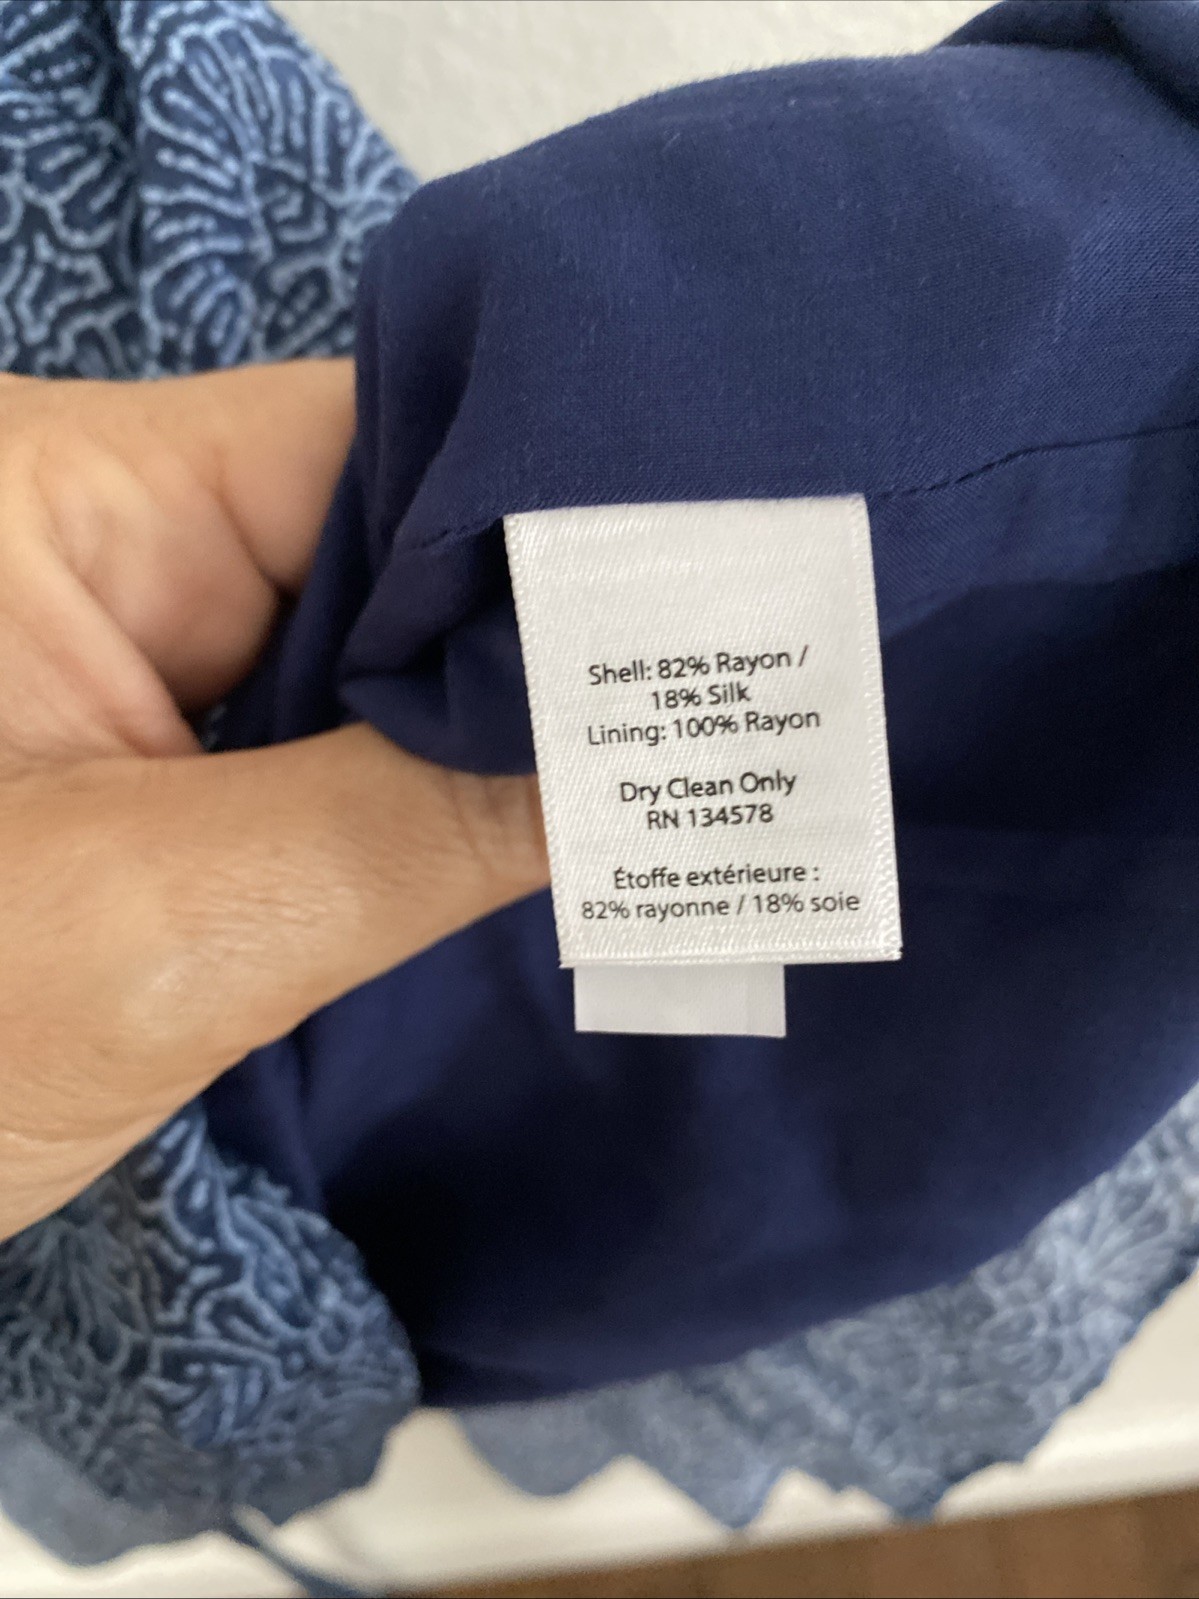 Shell: 82% Rayon /
18% Silk
Lining: 100% Rayon
Dry Clean Only
RN 134578
Étoffe extérieure :
82% rayonne / 18% soie